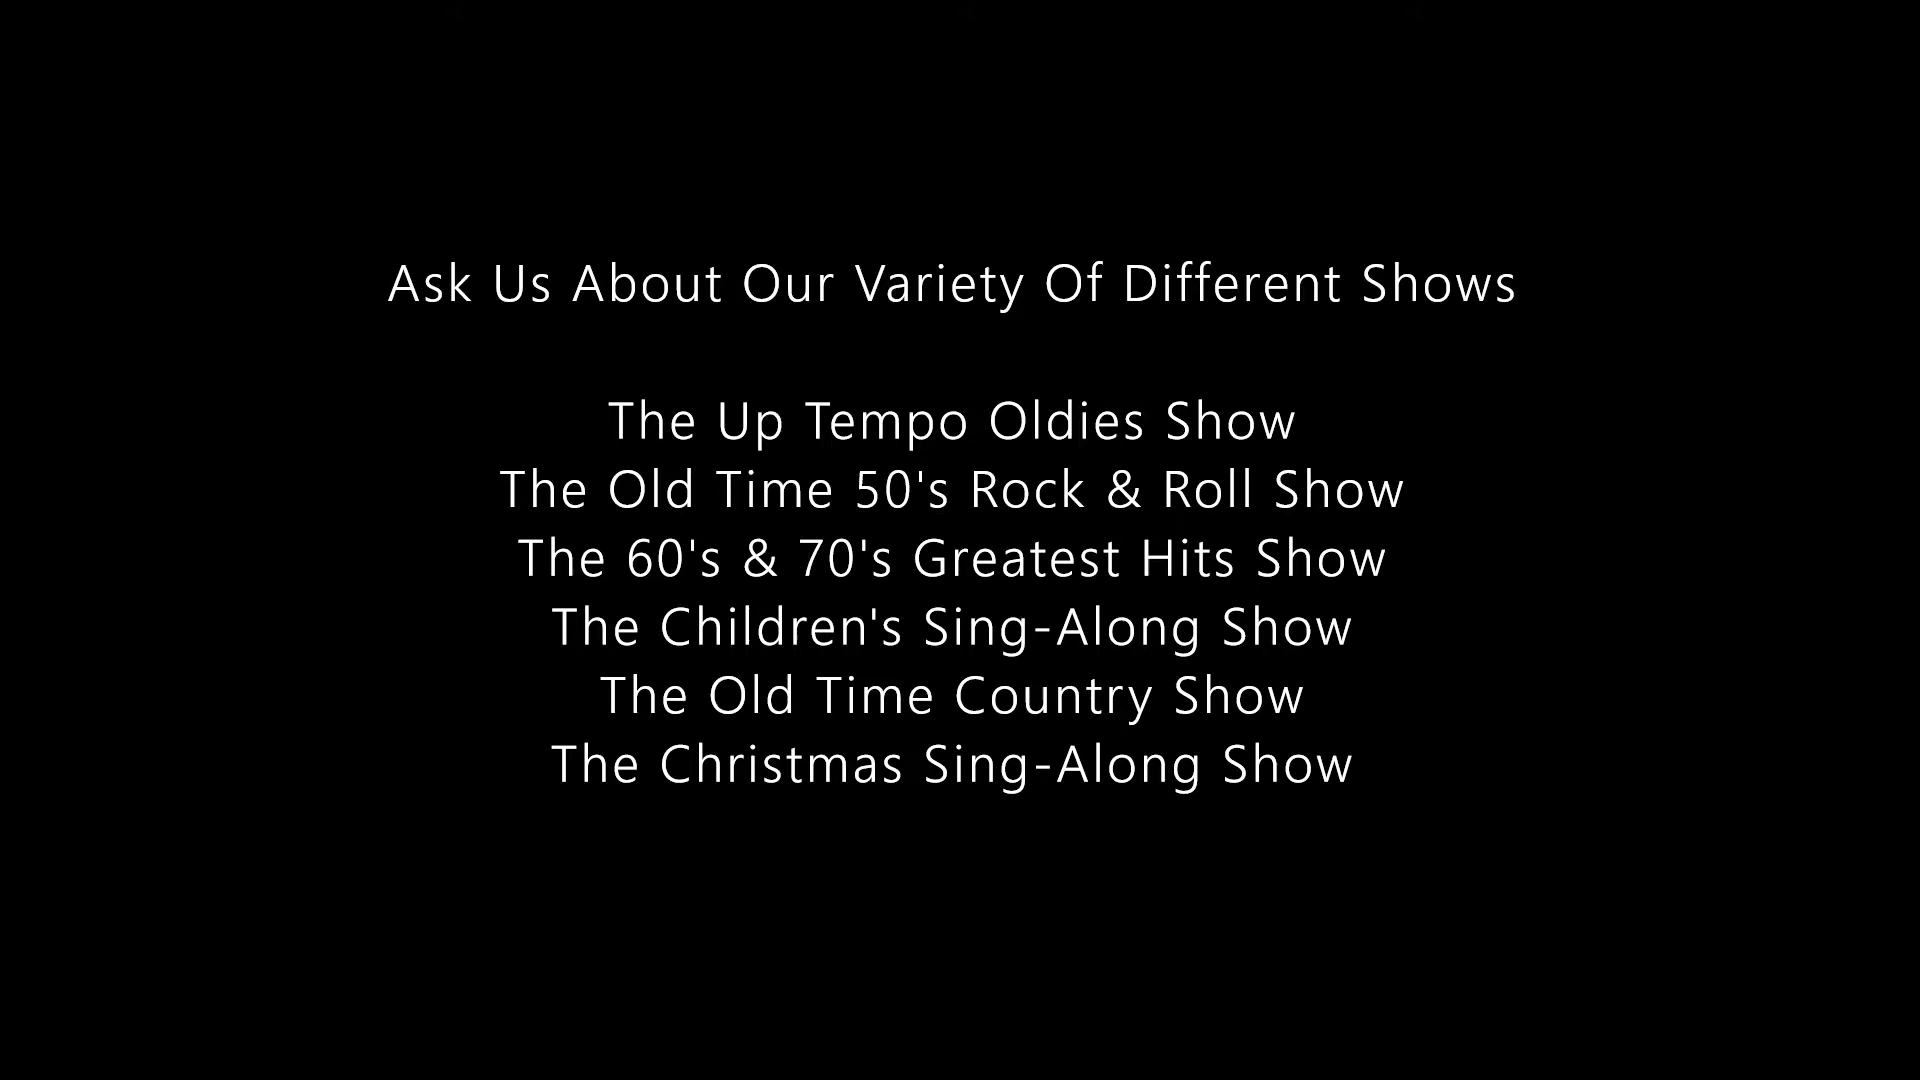 Ask Us About Our Variety Of Different Shows
The Up Tempo Oldies Show
The Old Time 50's Rock & Roll Show
The 60's & 70's Greatest Hits Show
The Children's Sing-Along Show
The Old Time Country Show
The Christmas Sing-Along Show